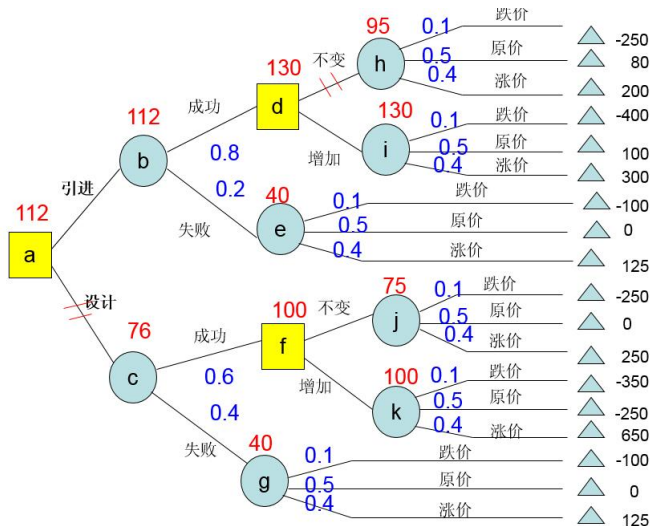 跌价
95
0.1
-250
原价
h
0.5
80
不变
130
0.4
涨价
200
d
成功
112
130
跌价
-400
0.1
i
0.5
原价
100
增加
0.4
涨价
300
b
0.8
0.2
跌价
40
0.1
-100
引进
原价
e
0.5
0
失败
112
0.4
涨价
125
a
设计
75
跌价
0.1
-250
100
不变
原价
j
0.5
0
76
0.4
涨价
成功
f
250
c
0.6
100
跌价
0.1
-350
增加
k
0.5
原价
-250
0.4
0.4
涨价
650
失败
40
跌价
0.1
-100
g
原价
0.5
0
0.4
涨价
125